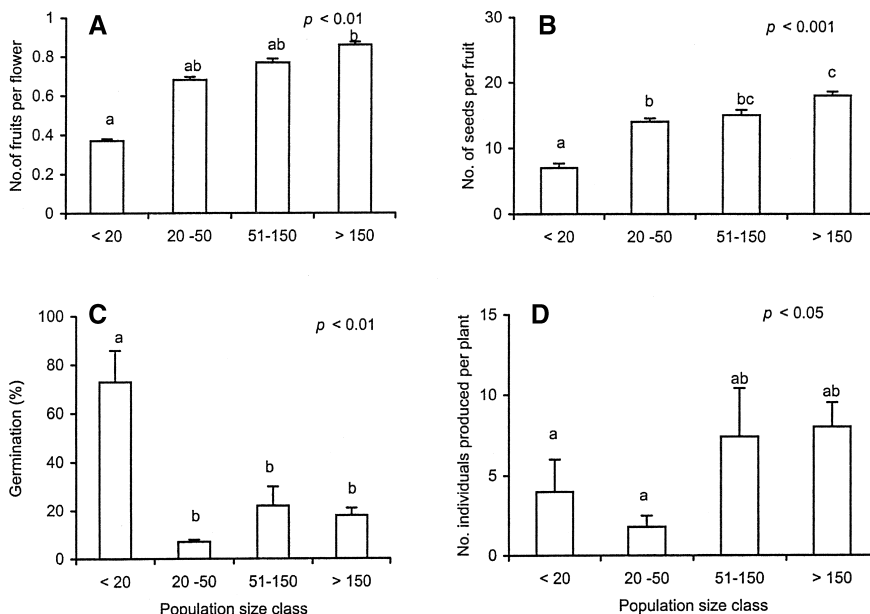 A
p < 0.01
No.of fruits per flower
1
0.8
0.6
0.4
0.2
0
a
ab
ab
b
< 20
20 -50
51-150
> 150
B
p < 0.001
No. of seeds per fruit
30
20
10
0
a
b
bc
c
< 20
20 -50
51-150
> 150
C
p < 0.01
Germination (%)
100
80
60
40
20
0
a
b
b
b
< 20
20 -50
51-150
> 150
Population size class
D
p < 0.05
No. individuals produced per plant
15
10
5
0
a
a
ab
ab
< 20
20 -50
51-150
> 150
Population size class